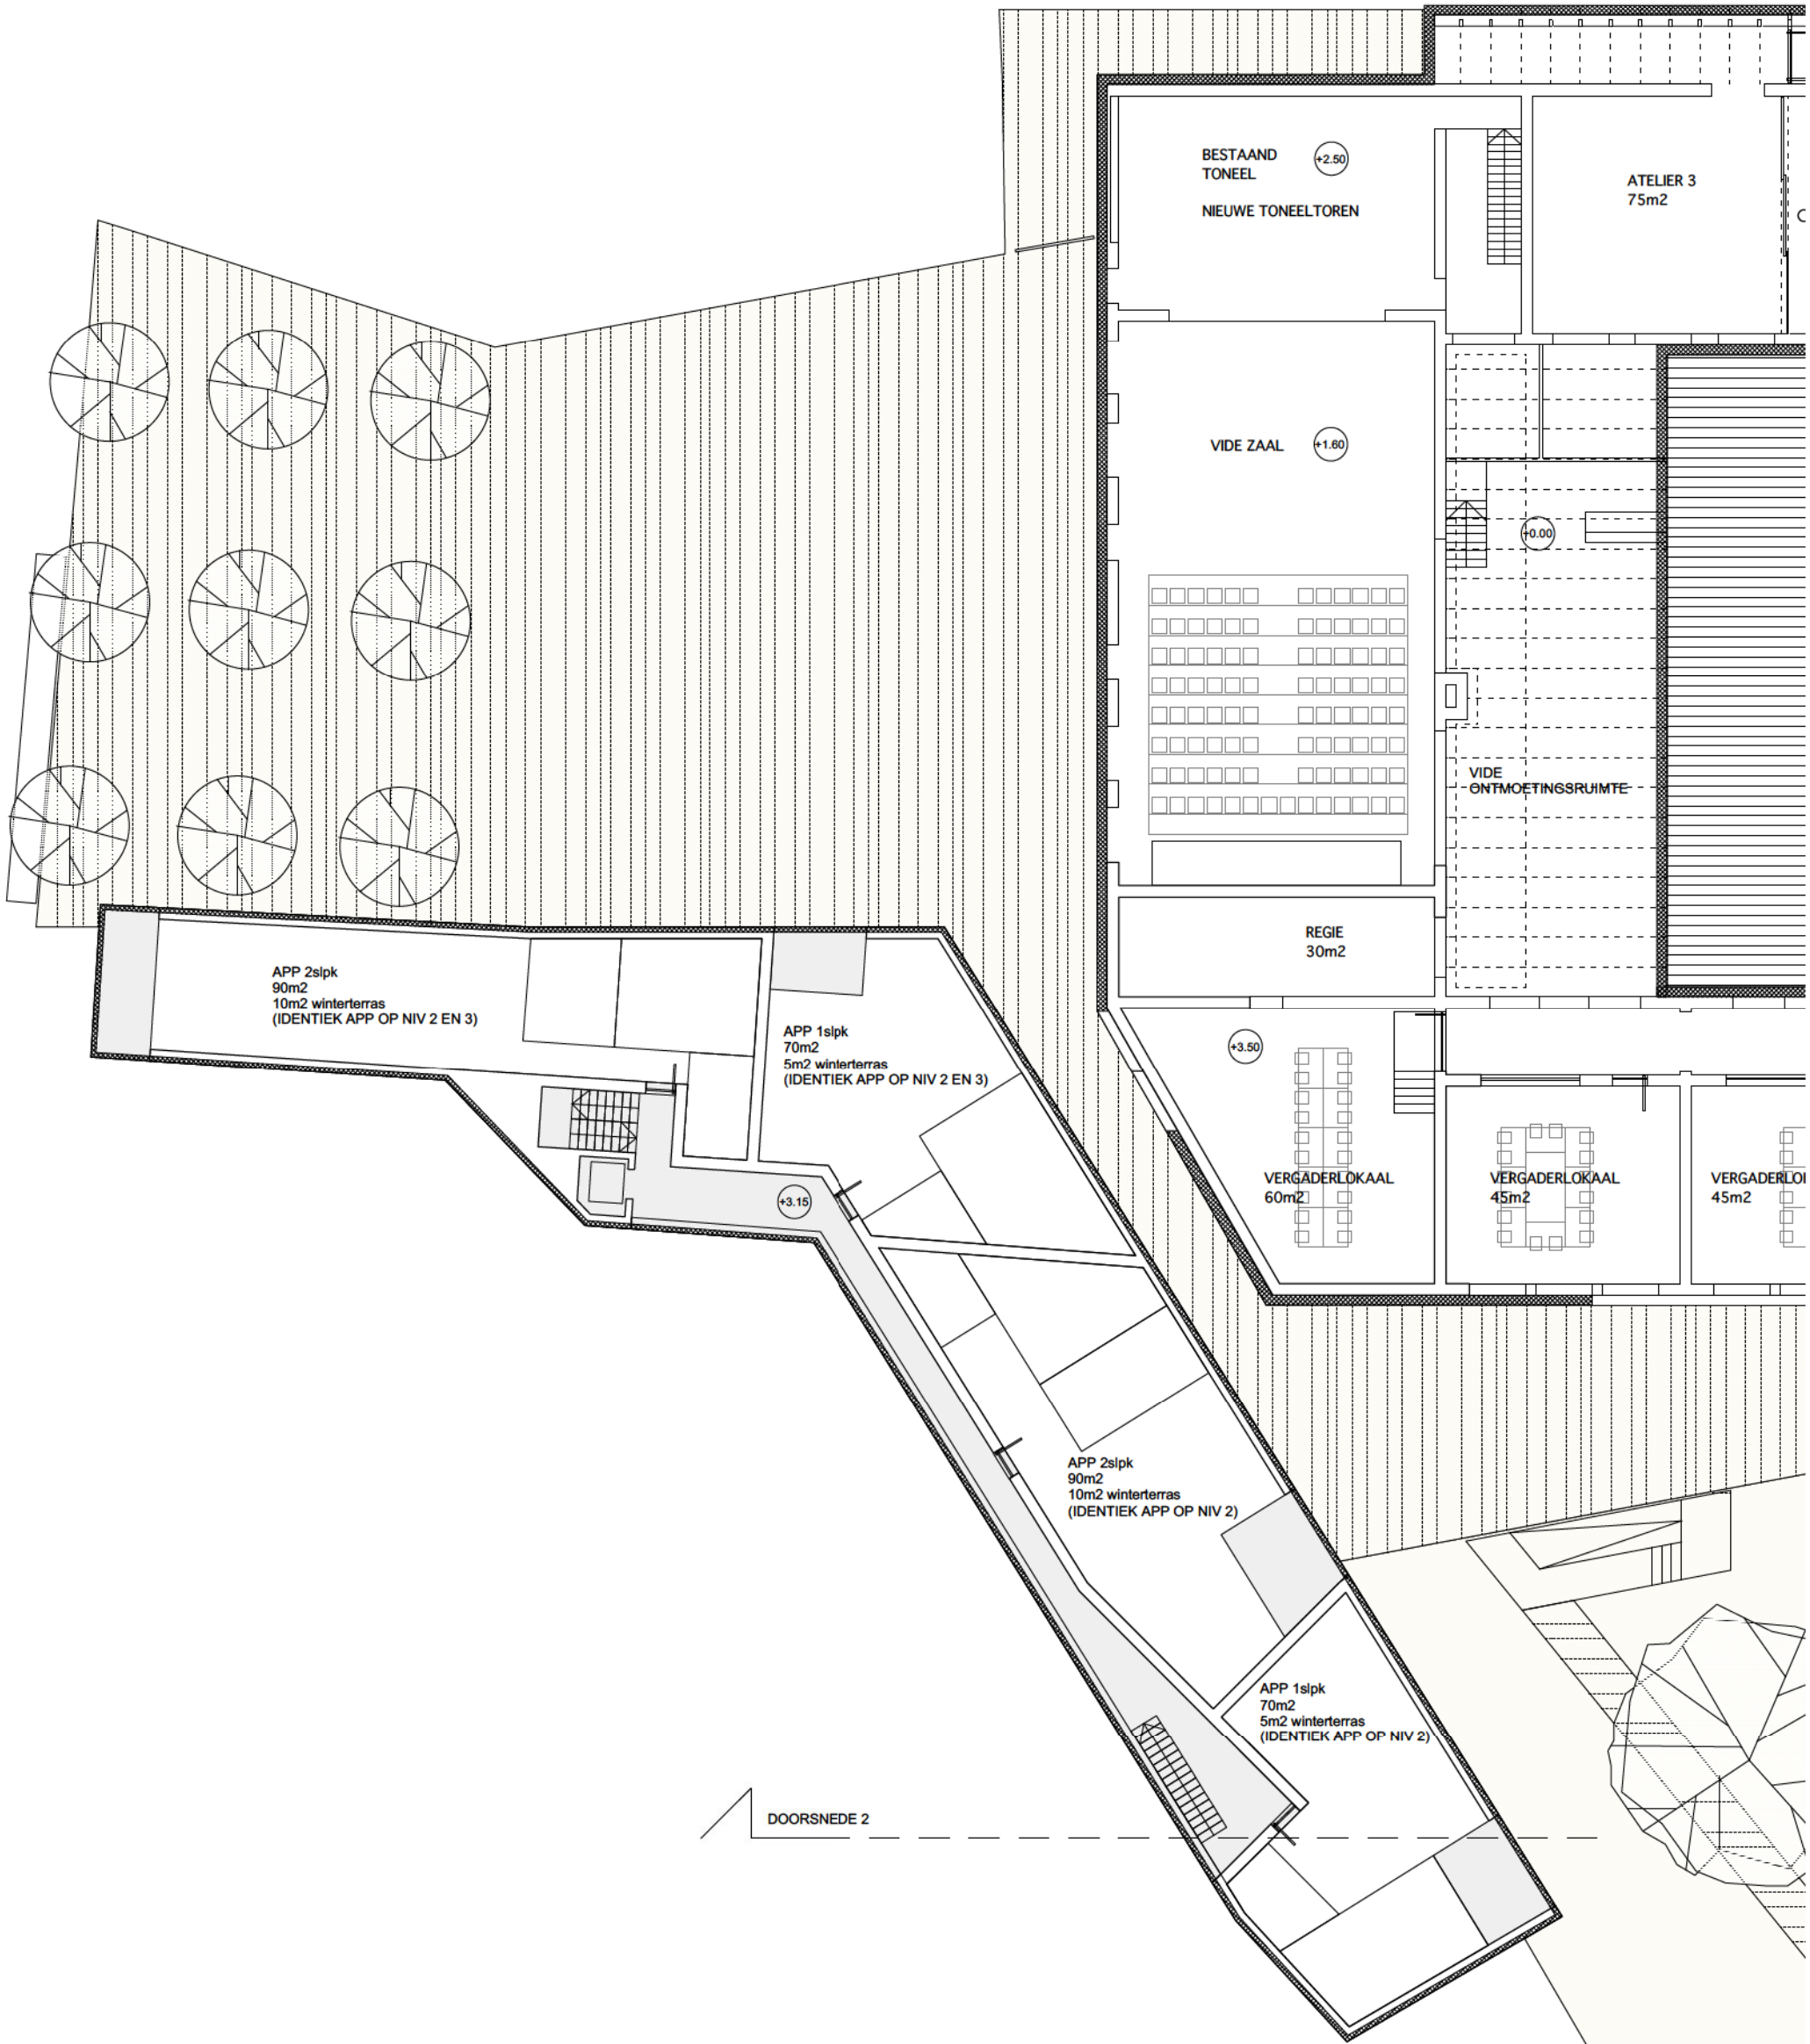 BESTAAND
TONEEL
+2.50
NIEUWE TONEELTOREN
ATELIER 3
75m2
VIDE ZAAL
+1.60
+0.00
VIDE
ONTMOETINGSRUIMTE
REGIE
30m2
APP 2slpk
90m2
10m2 winterterras
(IDENTIEK APP OP NIV 2 EN 3)
APP 1slpk
70m2
5m2 winterterras
(IDENTIEK APP OP NIV 2 EN 3)
+3.50
VERGADERLOKAAL
60m2
VERGADERLOKAAL
45m2
VERGADERLO
45m2
+3.15
APP 2slpk
90m2
10m2 winterterras
(IDENTIEK APP OP NIV 2)
APP 1slpk
70m2
5m2 winterterras
(IDENTIEK APP OP NIV 2)
DOORSNEDE 2